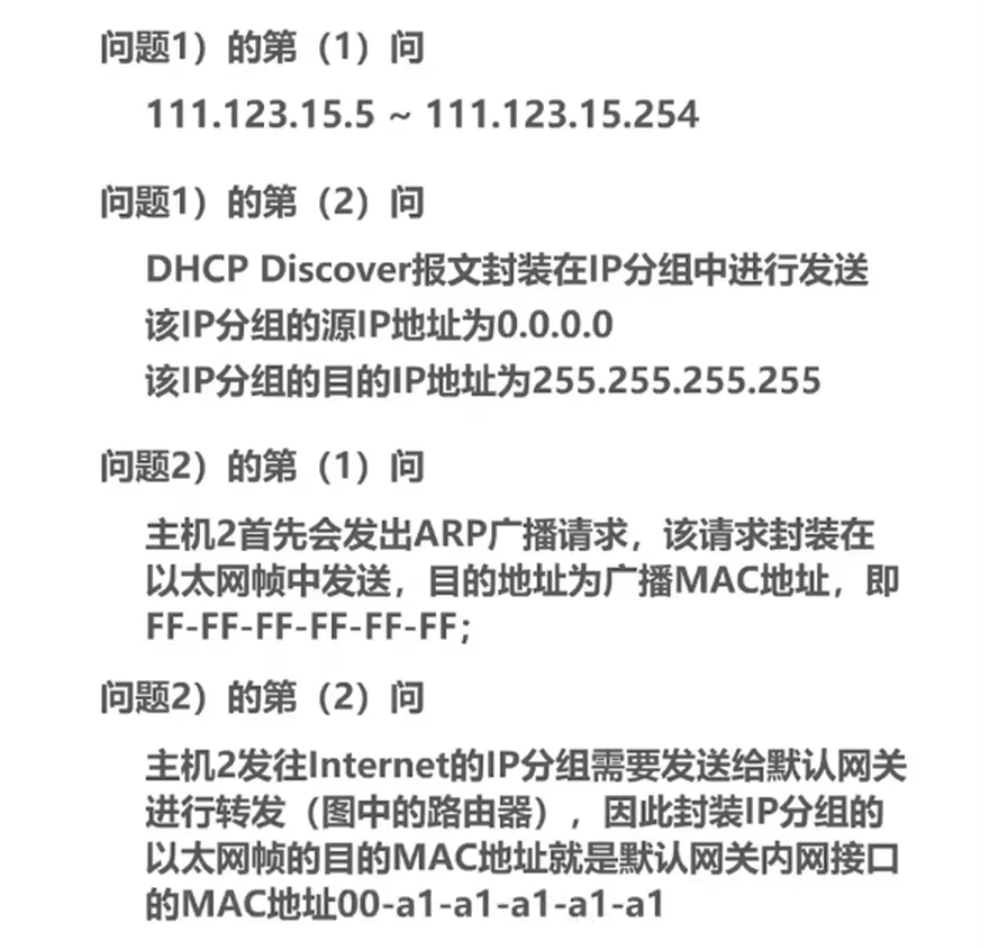 问题1）的第（1）问
111.123.15.5 ~ 111.123.15.254
问题1）的第（2）问
DHCP Discover报文封装在IP分组中进行发送
该IP分组的源IP地址为0.0.0.0
该IP分组的目的IP地址为255.255.255.255
问题2）的第（1）问
主机2首先会发出ARP广播请求，该请求封装在
以太网帧中发送，目的地址为广播MAC地址，即
FF-FF-FF-FF-FF-FF；
问题2）的第（2）问
主机2发往Internet的IP分组需要发送给默认网关
进行转发（图中的路由器），因此封装IP分组的
以太网帧的目的MAC地址就是默认网关内网接口
的MAC地址00-a1-a1-a1-a1-a1